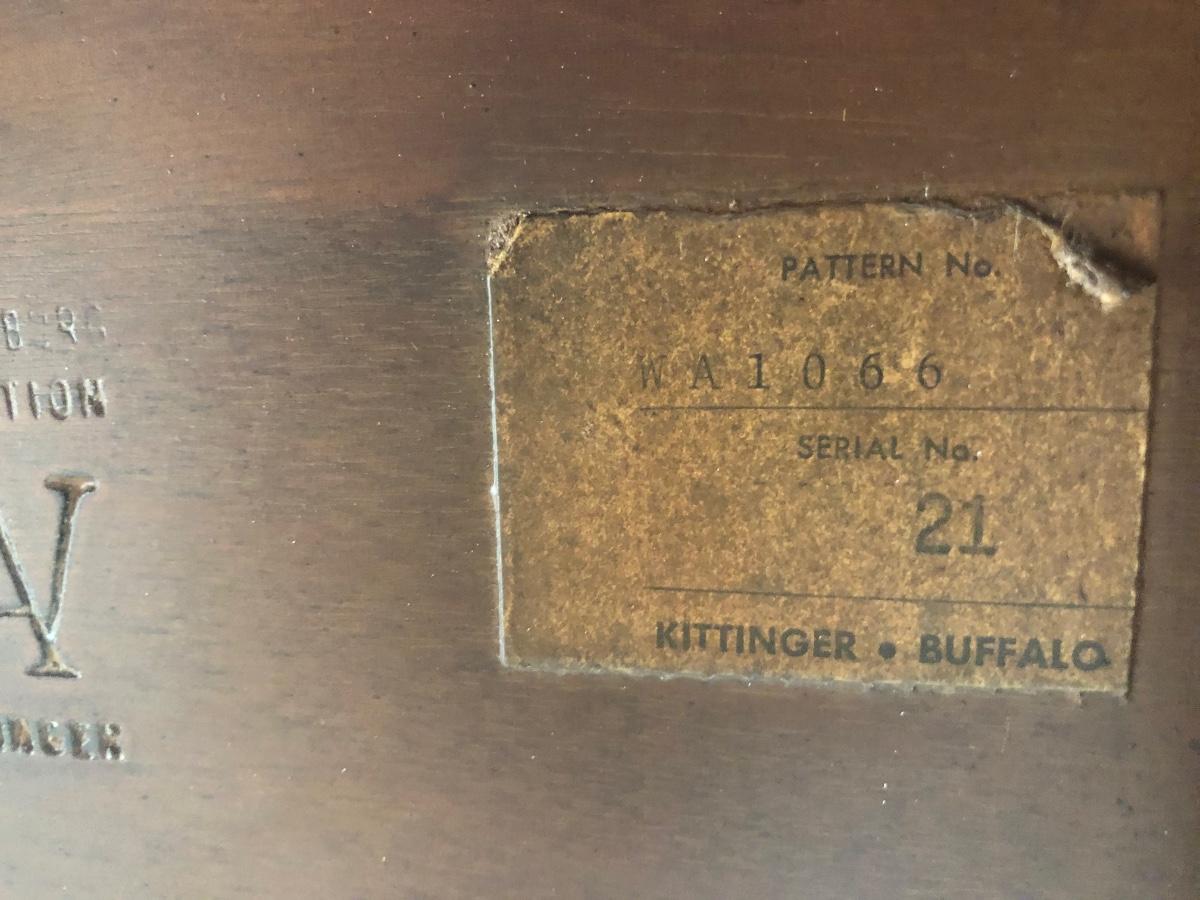 TION
PATTERN No.
WA1066
SERIAL No.
21
KITTINGER • BUFFALO